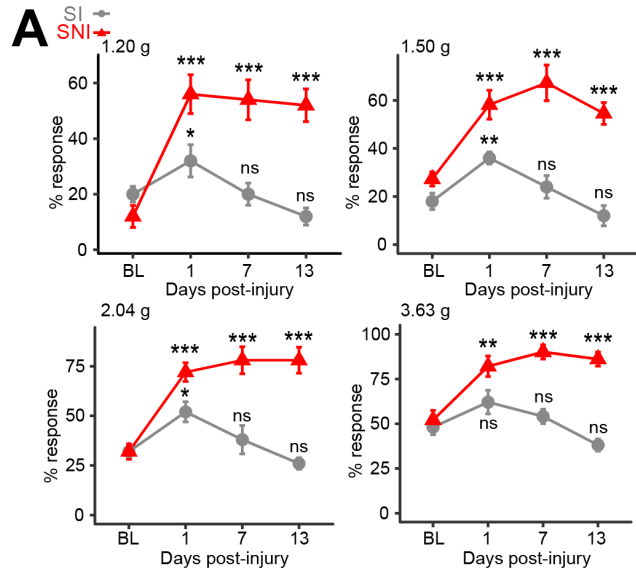 A
SI
SNI
1.20 g
% response
60
40
20
0
*** *** ***
* ns ns
BL 1 7 13
Days post-injury
1.50 g
% response
60
40
20
0
*** *** ***
** ns ns
BL 1 7 13
Days post-injury
2.04 g
% response
75
50
25
0
*** *** ***
* ns ns
BL 1 7 13
Days post-injury
3.63 g
% response
100
75
50
25
0
** *** ***
ns ns ns
BL 1 7 13
Days post-injury